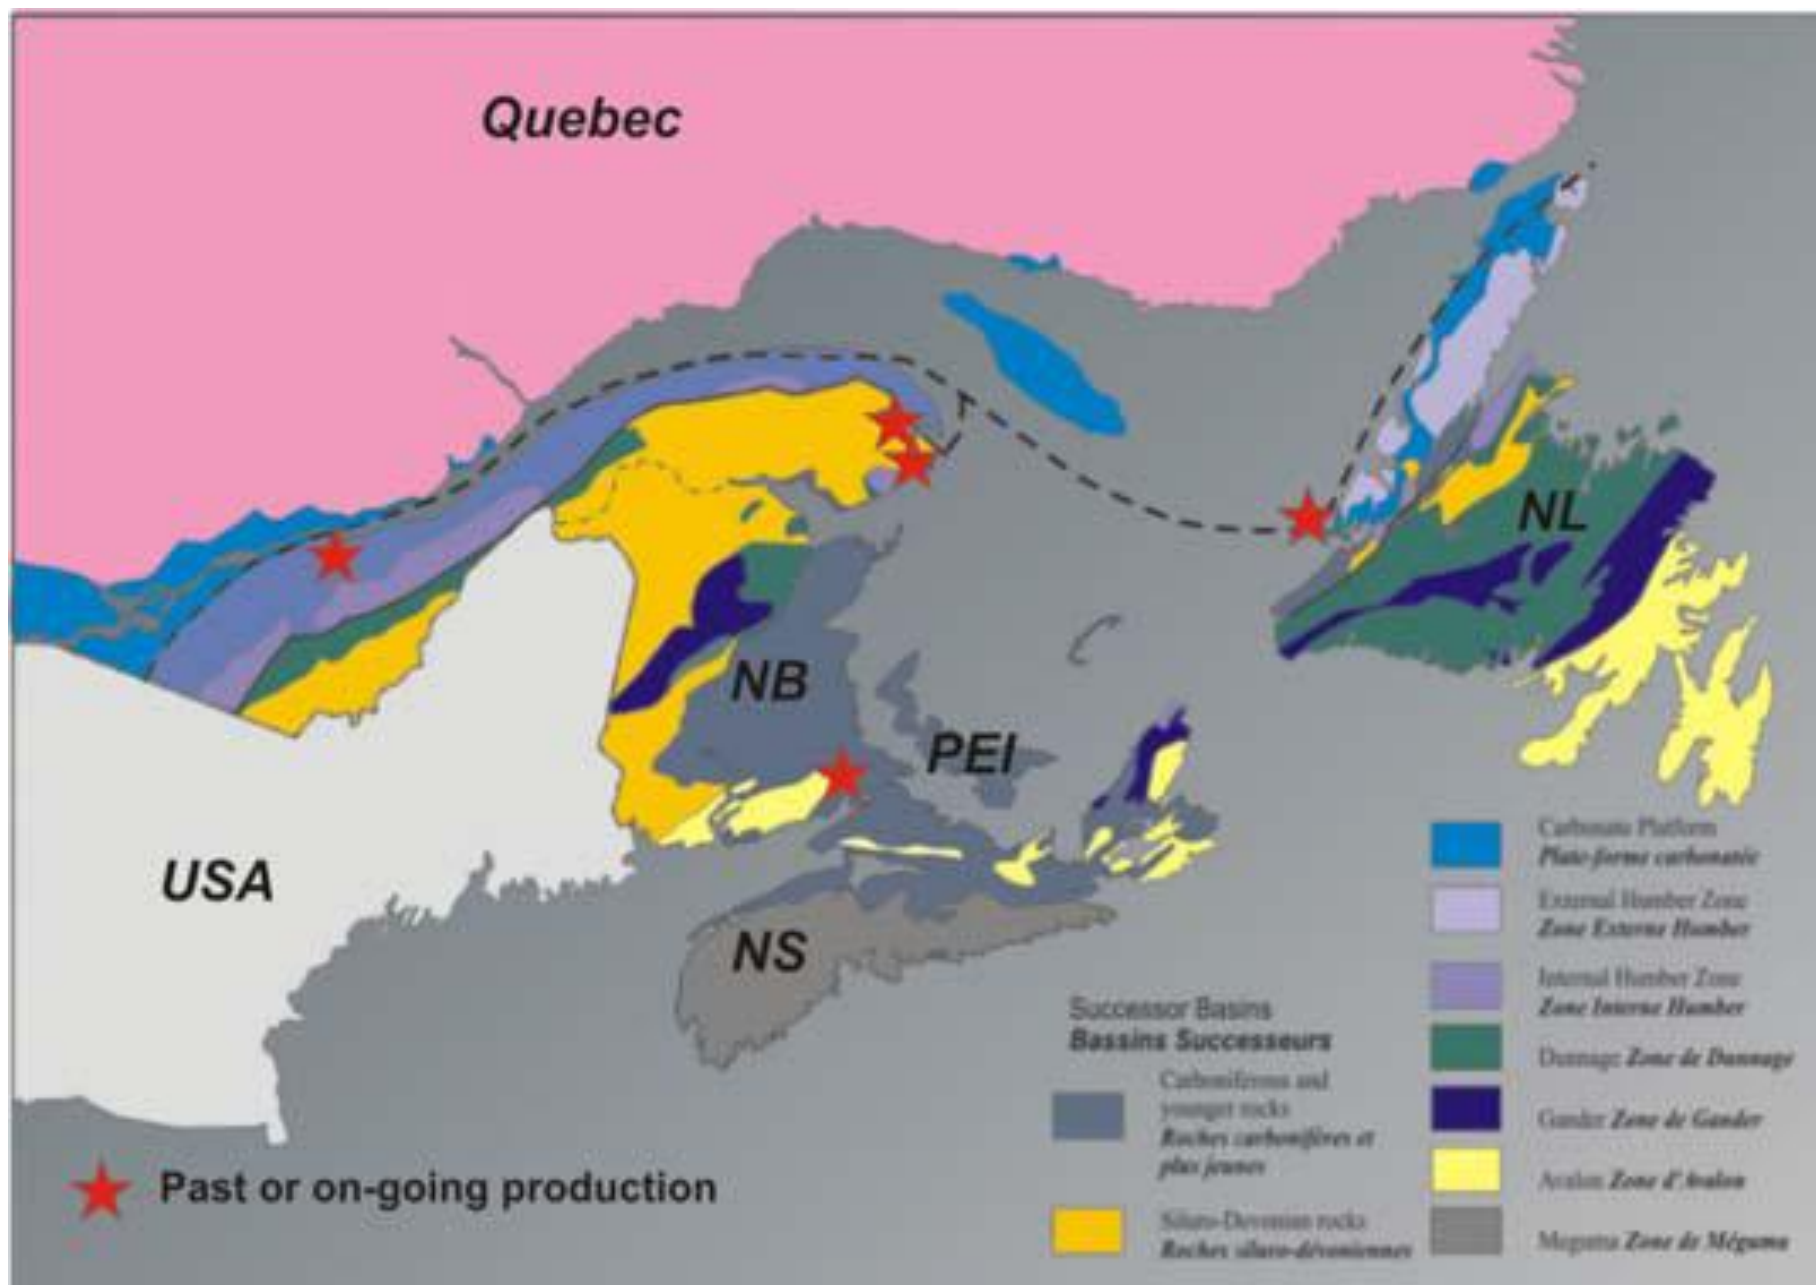 Quebec
NL
NB
PEI
USA
NS
Carbonate Platform
Plate-forme carbonatée
External Humber Zone
Zone Externe Humber
Internal Humber Zone
Zone Interne Humber
Dunnage Zone de Dunnage
Gander Zone de Gander
Avalon Zone d'Avalon
Meguma Zone de Méguma
Successor Basins
Bassins Successeurs
Carboniferous and
younger rocks
Roches carbonifères et
plus jeunes
Siluro-Devonian rocks
Roches siluro-dévoniennes
Past or on-going production